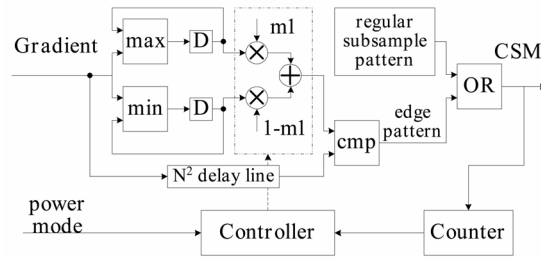 Gradient
max
D
min
D
m1
1-m1
regular
subsample
pattern
CSM
OR
edge
pattern
cmp
N² delay line
power
mode
Controller
Counter